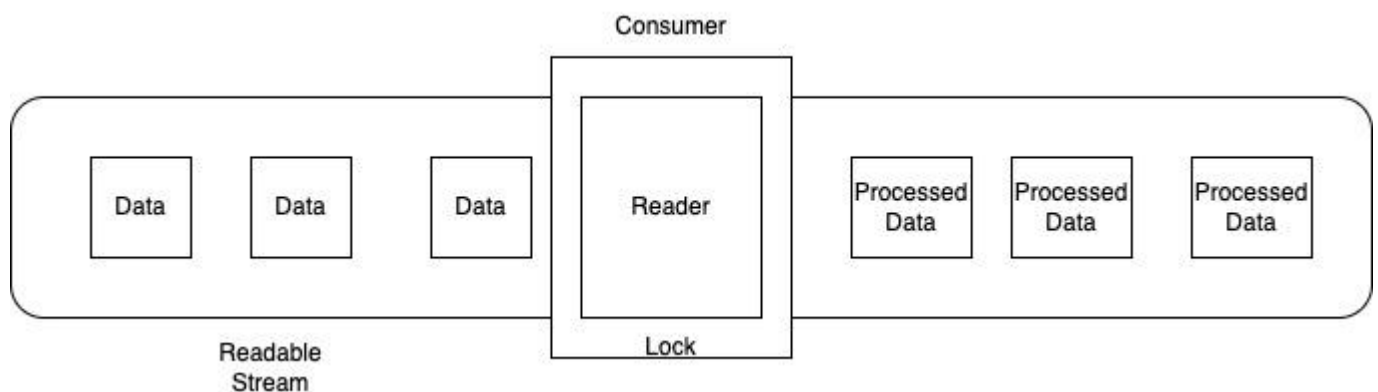 Consumer
Data
Data
Data
Reader
Processed
Data
Processed
Data
Processed
Data
Lock
Readable
Stream